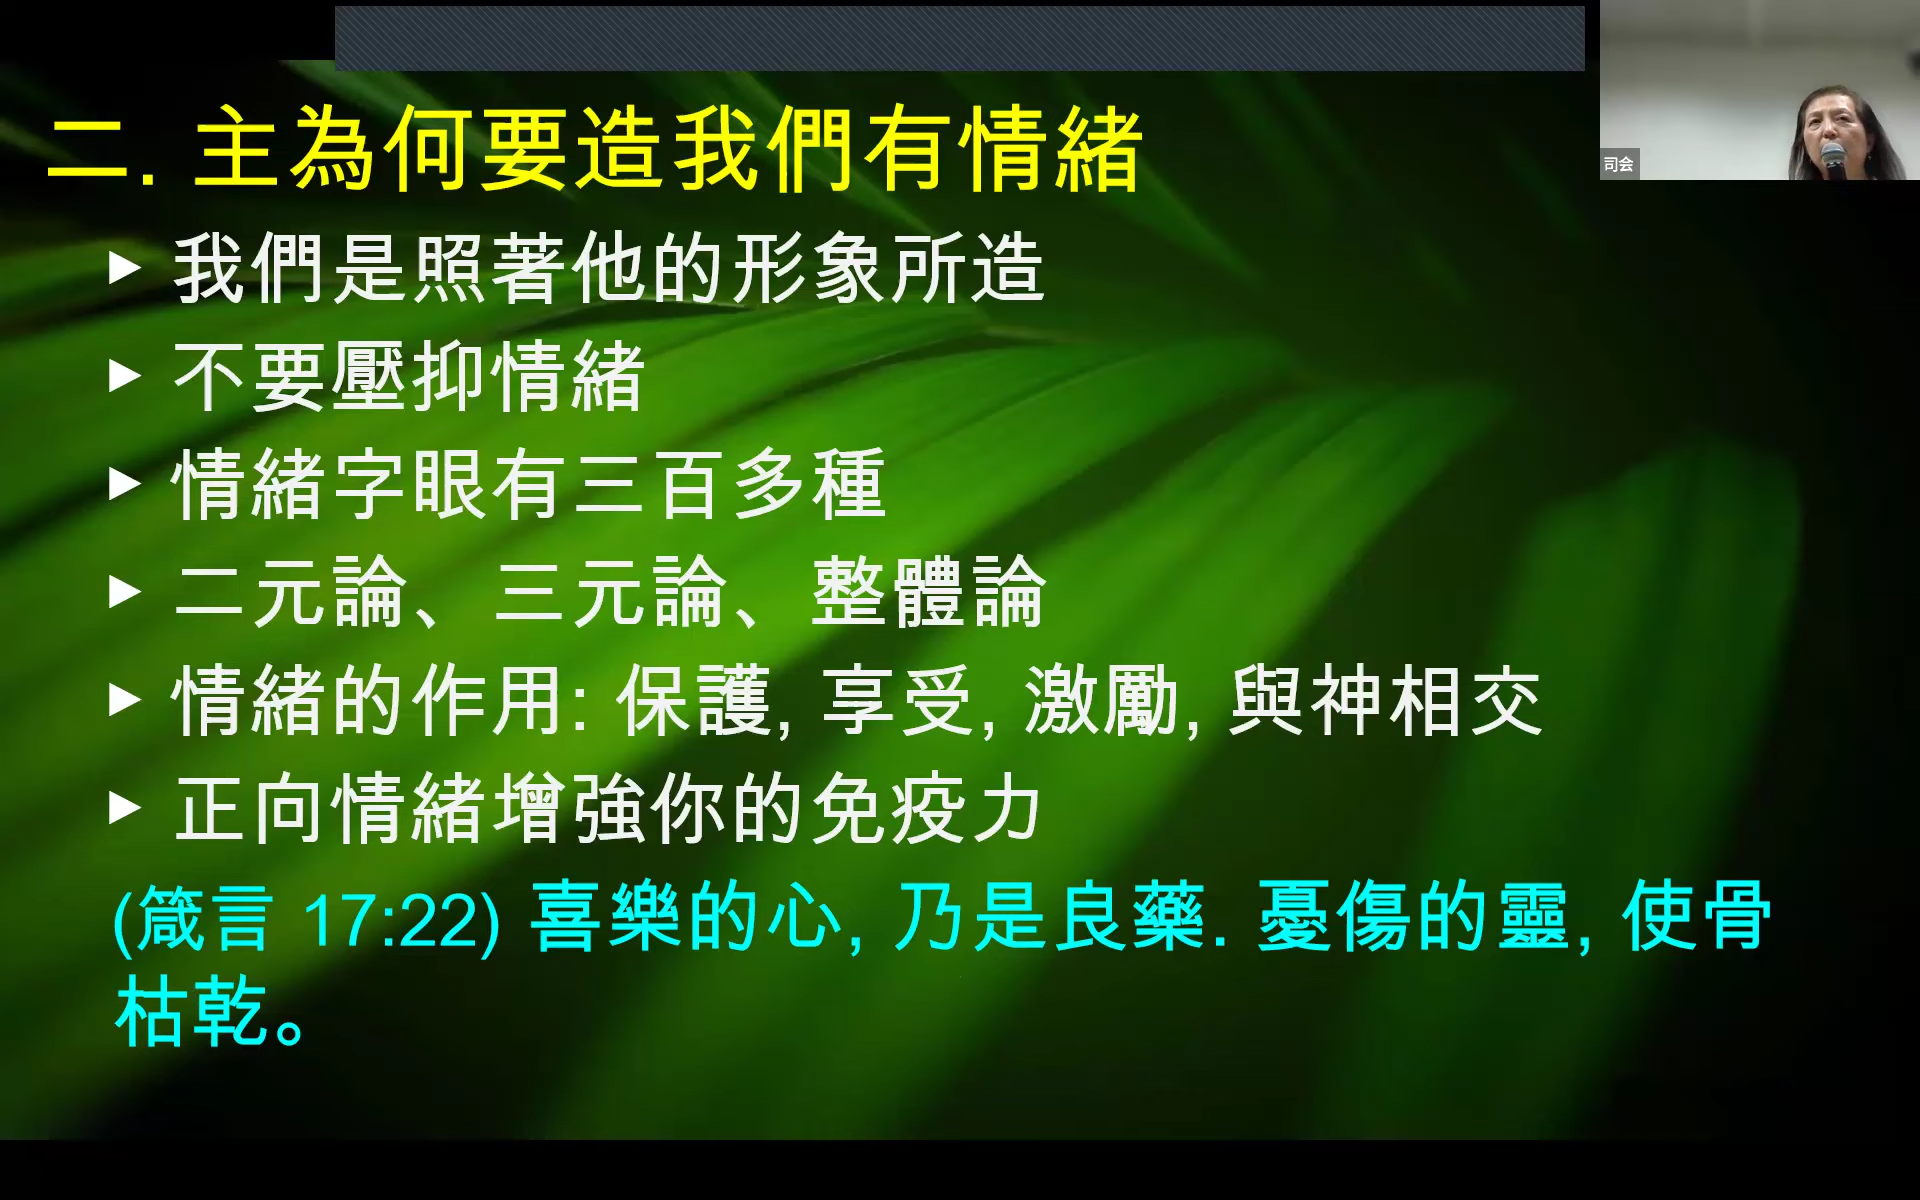 二. 主為何要造我們有情緒
司会
► 我們是照著他的形象所造
► 不要壓抑情緒
► 情緒字眼有三百多種
► 二元論、三元論、整體論
► 情緒的作用: 保護, 享受, 激勵, 與神相交
► 正向情緒增強你的免疫力
(箴言 17:22) 喜樂的心, 乃是良藥. 憂傷的靈, 使骨
枯乾。